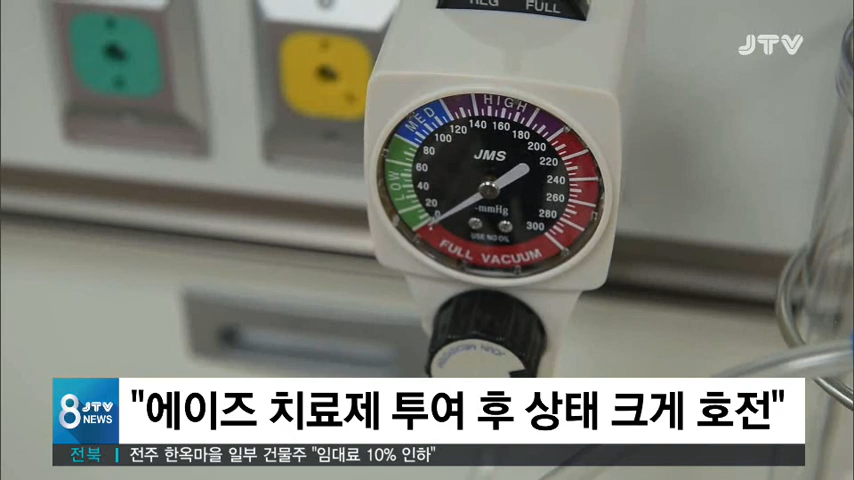 REG FULL
JTV
LOW MED HIGH
0 20 40 60 80 100 120 140 160 180 200 220 240 260 280 300
JMS
-mmHg
USE NO OIL
FULL VACUUM
8 JTV NEWS
"에이즈 치료제 투여 후 상태 크게 호전"
전북 전주 한옥마을 일부 건물주 "임대료 10% 인하"